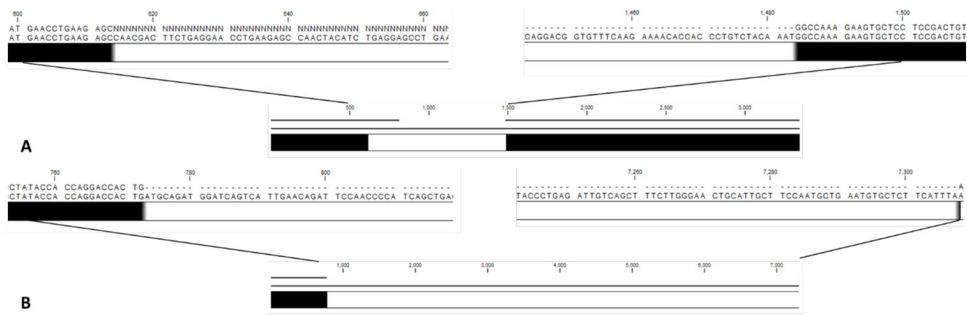 600 620 640 660
AT GAACCTGAAG AGCNNNNNNN NNNNNNNNNN NNNNNNNNNN NNNNNNNNNN NNNNNNNNNN NNN
AT GAACCTGAAG AGCCAACGAC TTCTGAGGAA CCTGAAGAGC CAACTACATC TGAGGAGCCT GAA
1,460 1,480 1,500
------- ---------- ---------- ---------- ---GGCCAAA GAAGTGCTCC TCCGACTGT
CAGGACG GTGTTTCAAG AAAACACCAC CCTGTCTACA AATGGCCAAA GAAGTGCTCC TCCGACTGT
500 1,000 1,500 2,000 2,500 3,000
A
760 780 800
CTATACCA CCAGGACCAC TG-------- ---------- ---------- ---------- ----------
CTATACCA CCAGGACCAC TGATGCAGAT GGATCAGTCA TTGAACAGAT TCCAACCCCA TCAGCTGAC
7,260 7,280 7,300
--------- ---------- ---------- ---------- ---------- ---------- -------A
TACCCTGAG ATTGTCAGCT TTCTTGGGAA CTGCATTGCT TCCAATGCTG AATGTGCTCT TCATTTAA
1,000 2,000 3,000 4,000 5,000 6,000 7,000
B